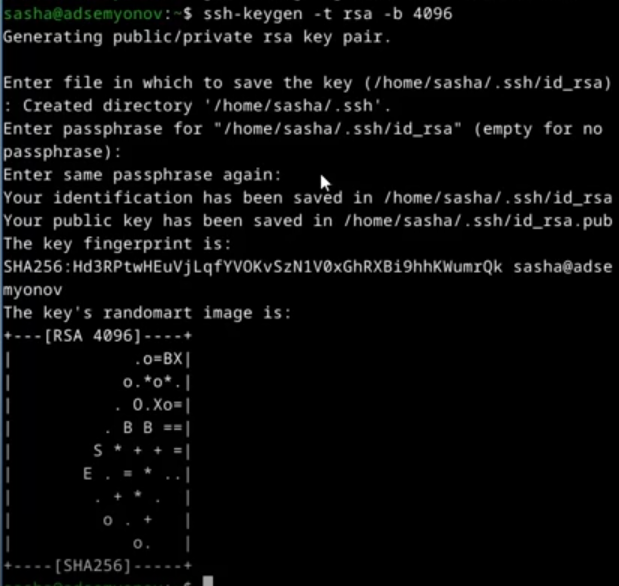 sasha@adsemyonov:~$ ssh-keygen -t rsa -b 4096
Generating public/private rsa key pair.
Enter file in which to save the key (/home/sasha/.ssh/id_rsa)
: Created directory '/home/sasha/.ssh'.
Enter passphrase for "/home/sasha/.ssh/id_rsa" (empty for no
passphrase):
Enter same passphrase again:
Your identification has been saved in /home/sasha/.ssh/id_rsa
Your public key has been saved in /home/sasha/.ssh/id_rsa.pub
The key fingerprint is:
SHA256:Hd3RPtwHEuVjLqfYVOKvSzN1V0xGhRXBi9hhKWumrQk sasha@adse
myonov
The key's randomart image is:
+---[RSA 4096]----+
|           .o=BX|
|          o.*o*.|
|         . O.Xo=|
|        . B B ==|
|       S * + + =|
|      E . = * ..|
|       . + * .  |
|        o . +   |
|           o.   |
+----[SHA256]-----+
sasha@adsemyonov:~$